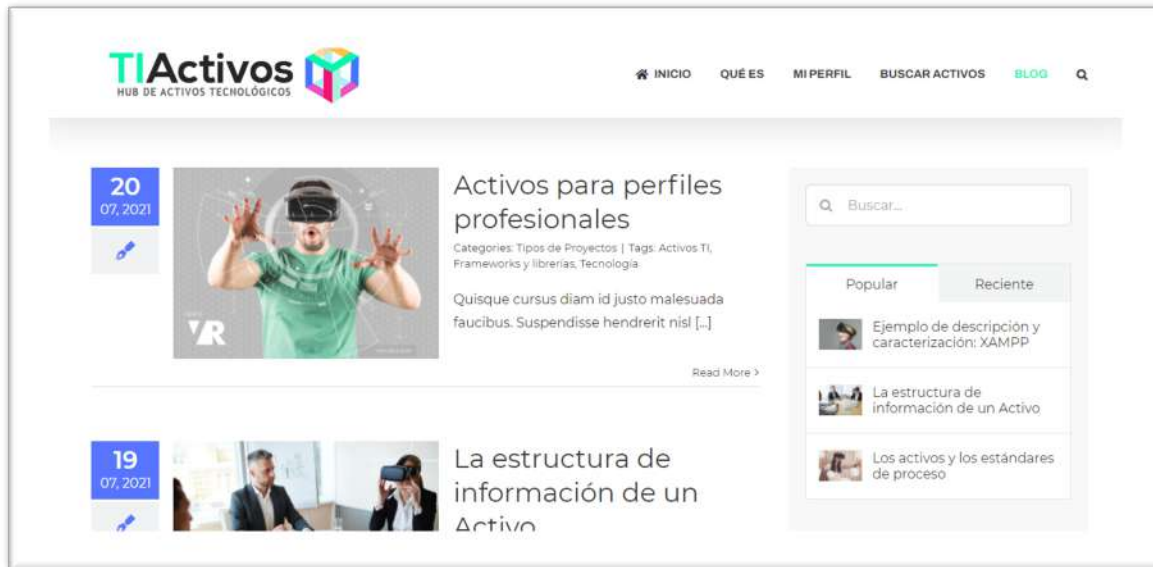 TIActivos
HUB DE ACTIVOS TECNOLÓGICOS
INICIO QUÉ ES MI PERFIL BUSCAR ACTIVOS BLOG
20
07, 2021
VR
Activos para perfiles
profesionales
Categories: Tipos de Proyectos | Tags: Activos TI,
Frameworks y librerías, Tecnología
Quisque cursus diam id justo malesuada
faucibus. Suspendisse hendrerit nisl [...]
Read More >
19
07, 2021
La estructura de
información de un
Activo
Buscar...
Popular Reciente
Ejemplo de descripción y
caracterización: XAMPP
La estructura de
información de un Activo
Los activos y los estándares
de proceso